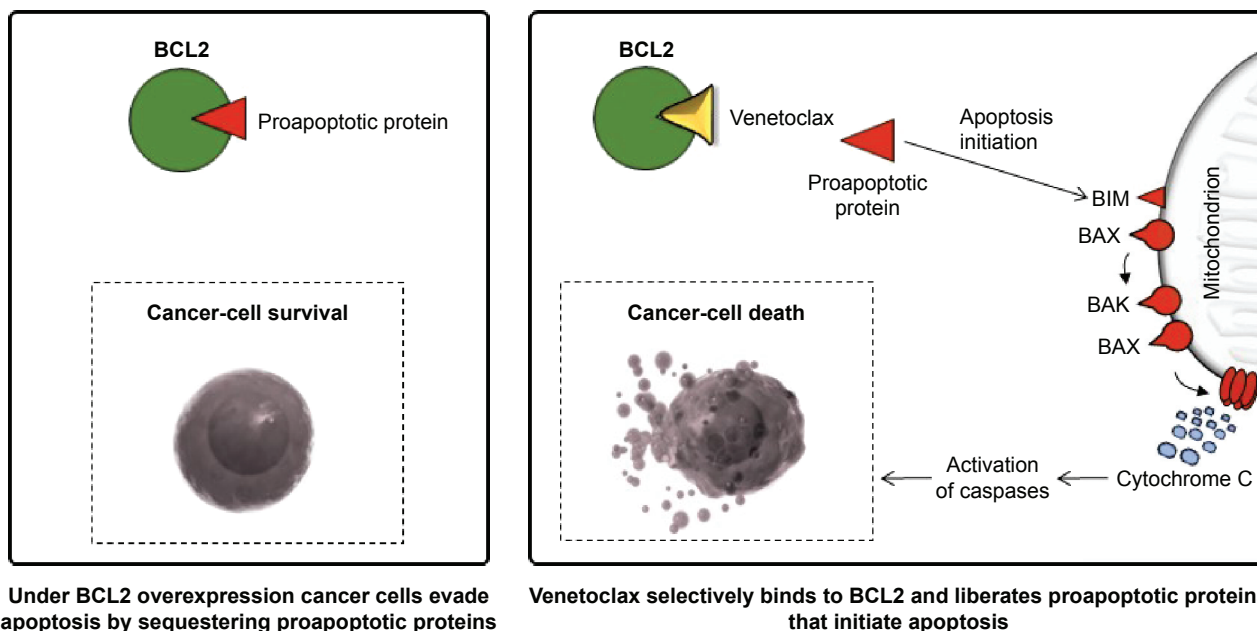 BCL2
Proapoptotic protein
Cancer-cell survival
Under BCL2 overexpression cancer cells evade
apoptosis by sequestering proapoptotic proteins
BCL2
Venetoclax
Proapoptotic
protein
Apoptosis
initiation
BIM
BAX
BAK
BAX
Mitochondrion
Cytochrome C
Activation
of caspases
Cancer-cell death
Venetoclax selectively binds to BCL2 and liberates proapoptotic protein
that initiate apoptosis